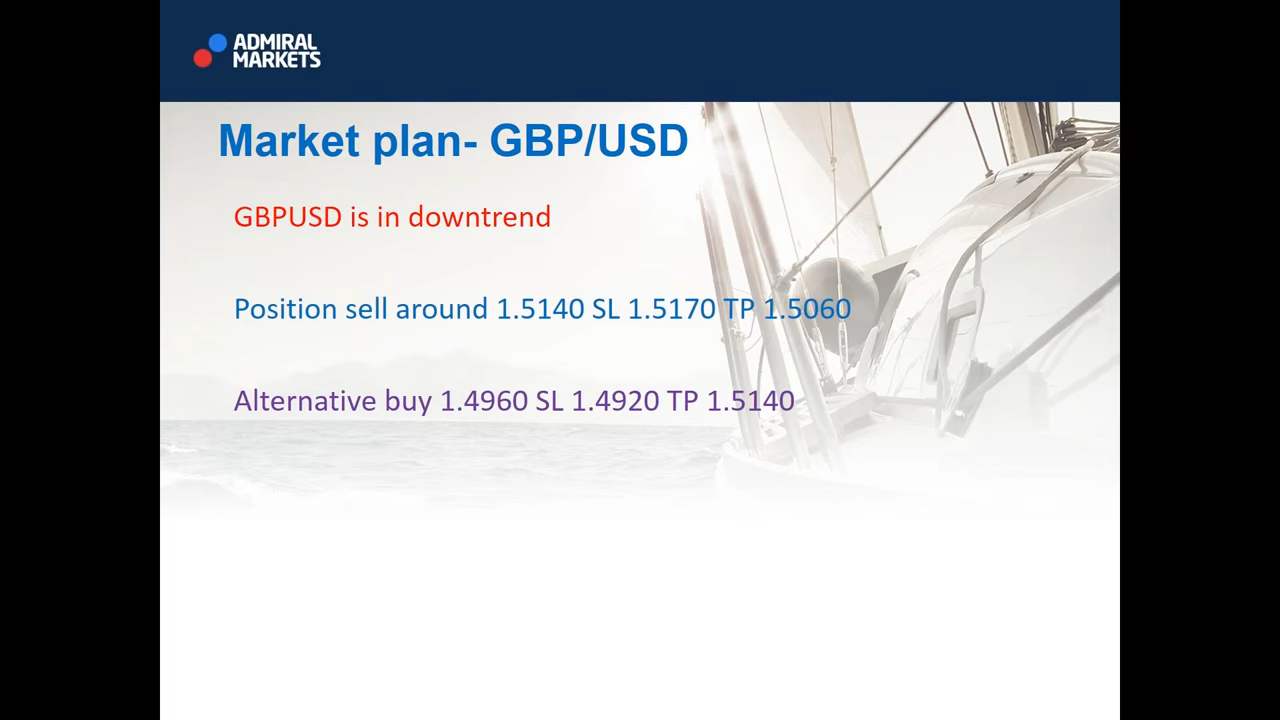 ADMIRAL
MARKETS
Market plan- GBP/USD
GBPUSD is in downtrend
Position sell around 1.5140 SL 1.5170 TP 1.5060
Alternative buy 1.4960 SL 1.4920 TP 1.5140